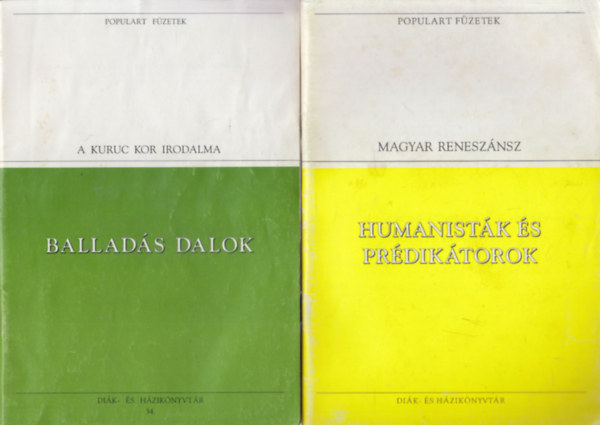 POPULART FÜZETEK
A KURUC KOR IRODALMA
BALLADÁS DALOK
DIÁK- ÉS HÁZIKÖNYVTÁR
34
POPULART FÜZETEK
MAGYAR RENESZÁNSZ
HUMANISTÁK ÉS
PRÉDIKÁTOROK
DIÁK- ÉS HÁZIKÖNYVTÁR